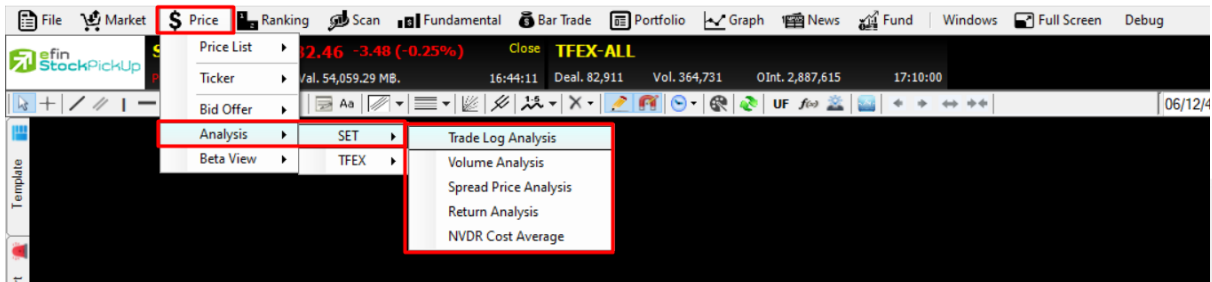 File Market $ Price Ranking Scan Fundamental Bar Trade Portfolio Graph News Fund Windows Full Screen Debug
efin
StockPickUp
2.46 -3.48 (-0.25%) Close TFEX-ALL
Val. 54,059.29 MB. 16:44:11 Deal. 82,911 Vol. 364,731 OInt. 2,887,615 17:10:00
Price List
Ticker
Bid Offer
Analysis
Beta View
Aa UF f(x) 06/12/4
SET
TFEX
Trade Log Analysis
Volume Analysis
Spread Price Analysis
Return Analysis
NVDR Cost Average
Template